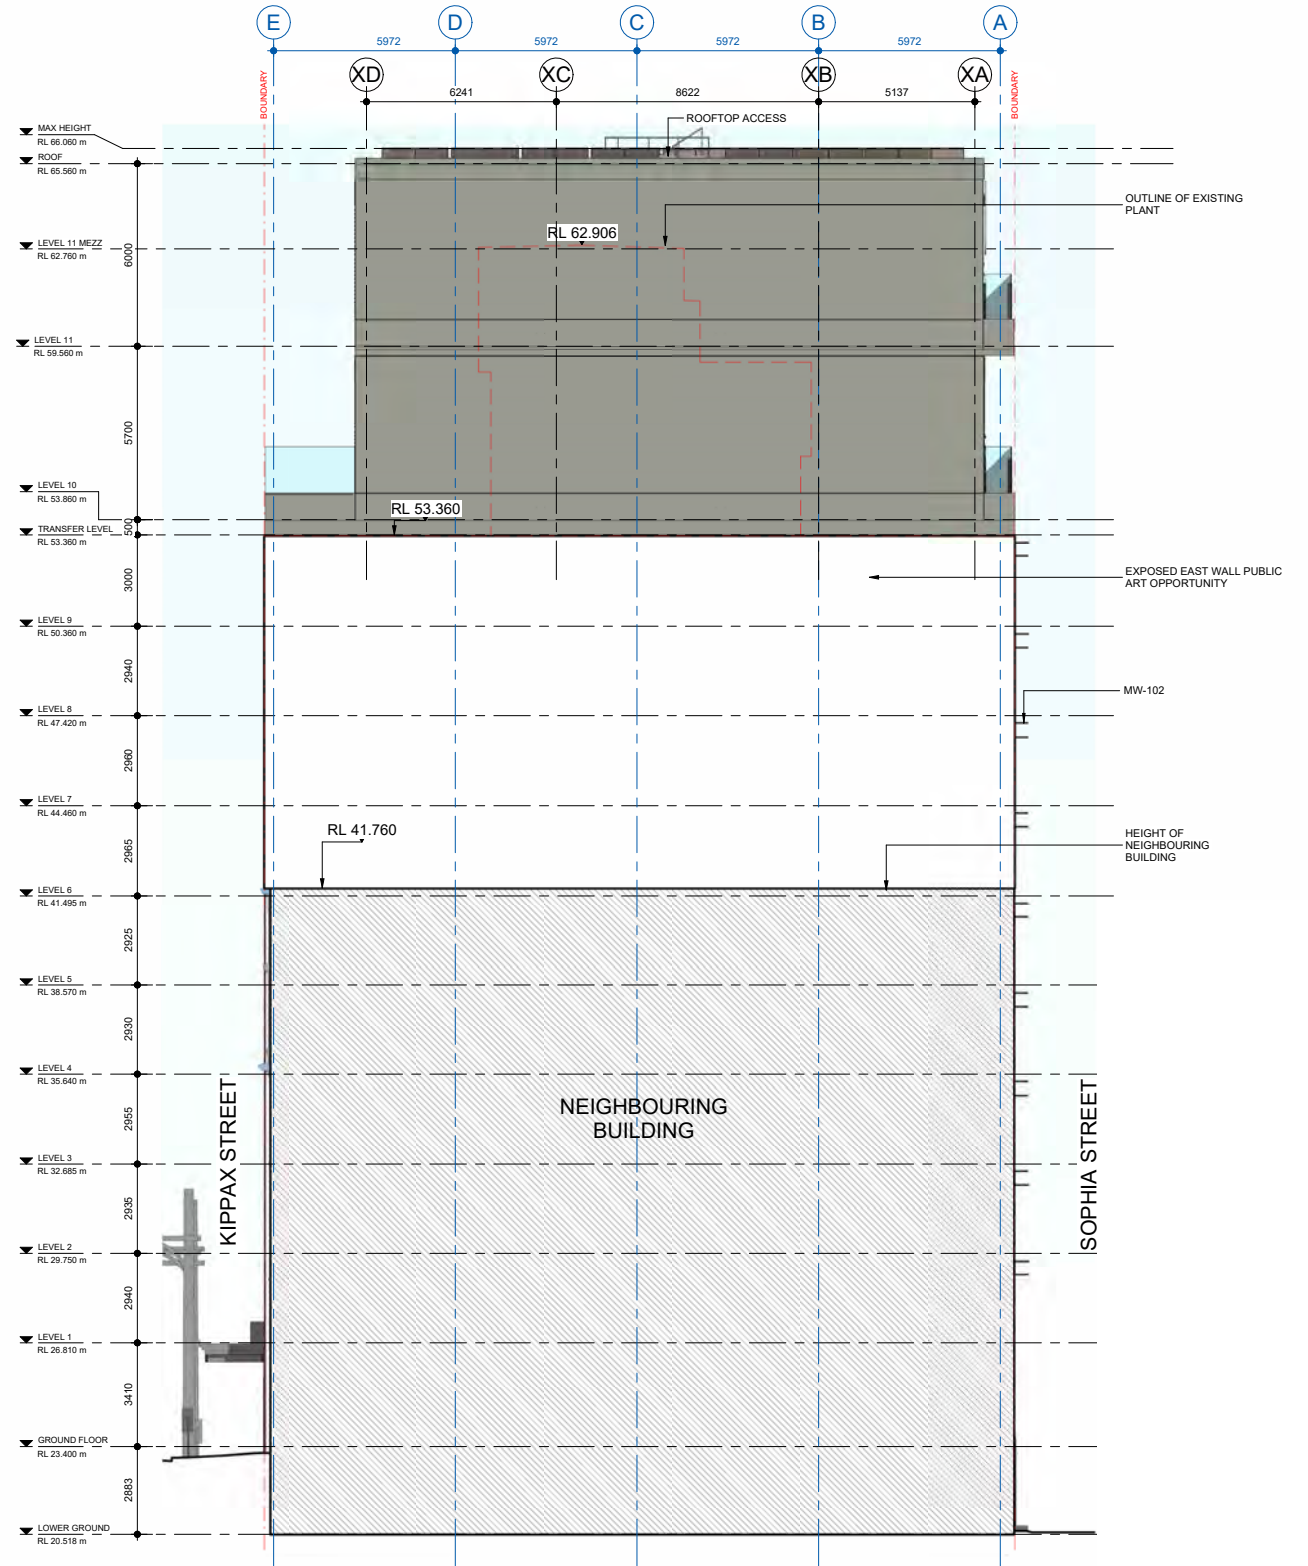 E D C B A
5972 5972 5972 5972
XD XC XB XA
6241 8622 5137
BOUNDARY
BOUNDARY
ROOFTOP ACCESS
MAX HEIGHT
RL 66.060 m
ROOF
RL 65.560 m
OUTLINE OF EXISTING
PLANT
RL 62.906
LEVEL 11 MEZZ
RL 62.760 m
6000
LEVEL 11
RL 59.560 m
5700
LEVEL 10
RL 53.860 m
RL 53.360
500
TRANSFER LEVEL
RL 53.360 m
3000
EXPOSED EAST WALL PUBLIC
ART OPPORTUNITY
LEVEL 9
RL 50.360 m
2940
MW-102
LEVEL 8
RL 47.420 m
2960
LEVEL 7
RL 44.460 m
RL 41.760
HEIGHT OF
NEIGHBOURING
BUILDING
2965
LEVEL 6
RL 41.495 m
2925
LEVEL 5
RL 38.570 m
2930
LEVEL 4
RL 35.640 m
2955
NEIGHBOURING
BUILDING
KIPPAX STREET
SOPHIA STREET
LEVEL 3
RL 32.685 m
2935
LEVEL 2
RL 29.750 m
2940
LEVEL 1
RL 26.810 m
3410
GROUND FLOOR
RL 23.400 m
2883
LOWER GROUND
RL 20.518 m